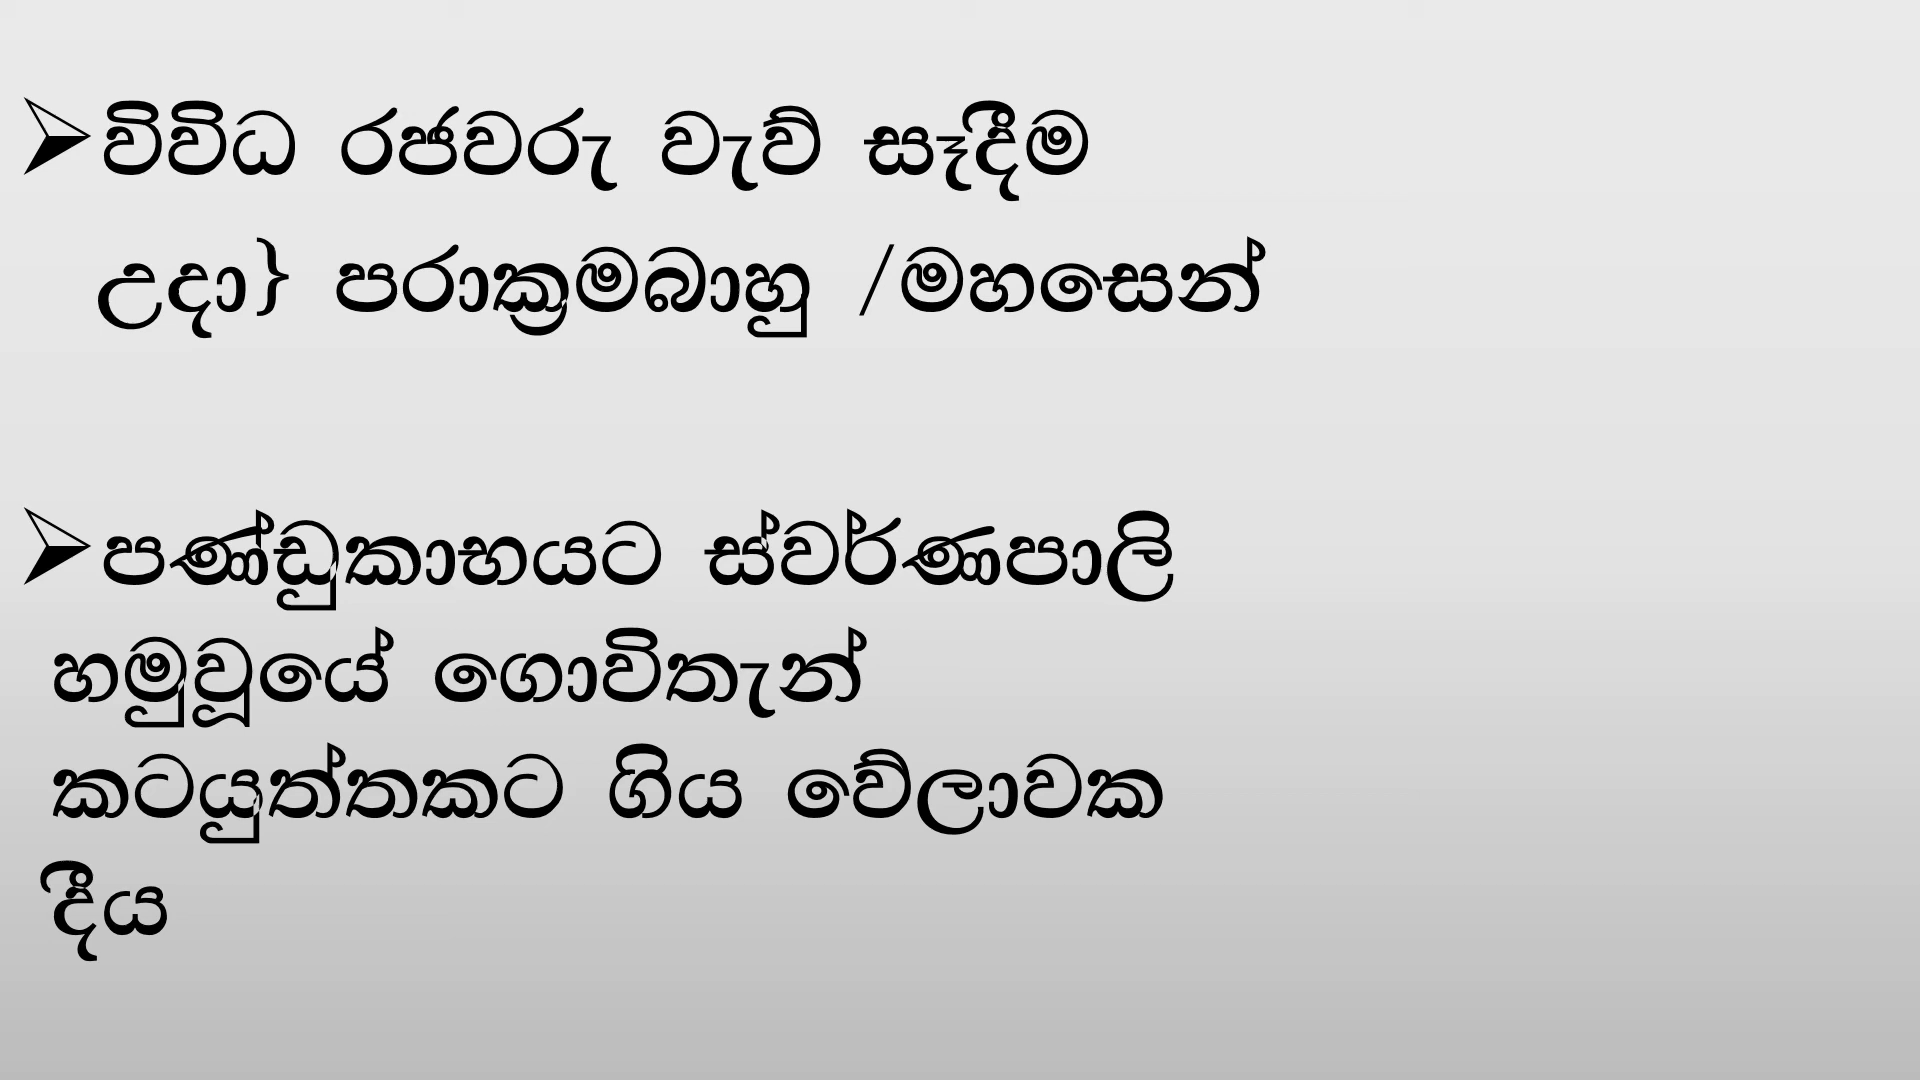 ➢විවිධ රජවරු වැව් සෑදීම
උදා} පරාක්‍රමබාහු /මහසෙන්
➢පණ්ඩුකාභයට ස්වර්ණපාලි
හමුවූයේ ගොවිතැන්
කටයුත්තකට ගිය වේලාවක
දීය